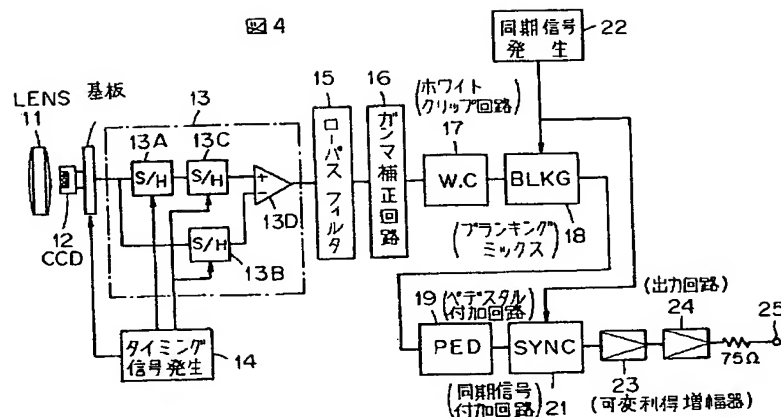 図4
同期信号
発生
22
LENS
11
基板
12
CCD
13
13A
S/H
13C
S/H
13D
+
−
S/H
13B
タイミング
信号発生
14
15
ローパスフィルタ
16
ガンマ補正回路
(ホワイト
クリップ回路)
17
W.C
BLKG
18
(ブランキング
ミックス)
19
(ペデスタル
付加回路)
PED
SYNC
21
(同期信号
付加回路)
23
(可変利得増幅器)
(出力回路)
24
75Ω
25